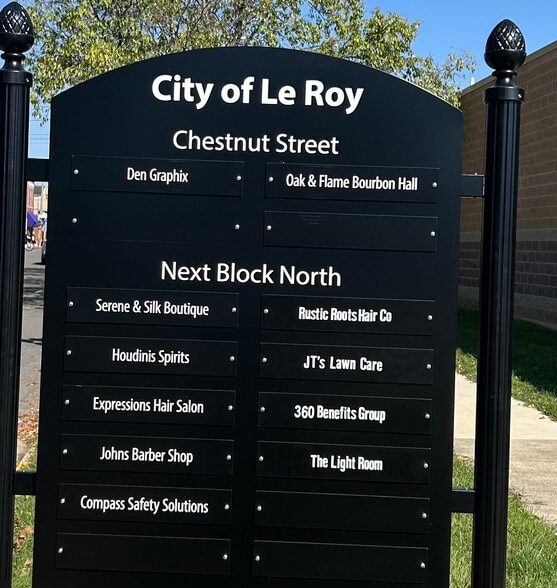 City of Le Roy
Chestnut Street
Den Graphix
Oak & Flame Bourbon Hall
Next Block North
Serene & Silk Boutique
Rustic Roots Hair Co
Houdinis Spirits
JT's Lawn Care
Expressions Hair Salon
360 Benefits Group
Johns Barber Shop
The Light Room
Compass Safety Solutions